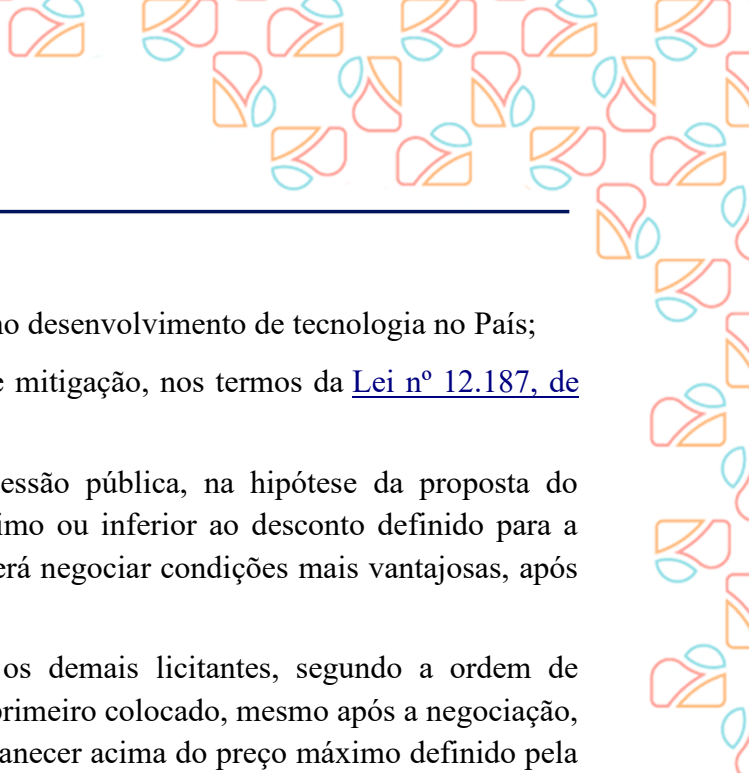 no desenvolvimento de tecnologia no País;
e mitigação, nos termos da Lei nº 12.187, de
essão pública, na hipótese da proposta do
imo ou inferior ao desconto definido para a
erá negociar condições mais vantajosas, após
os demais licitantes, segundo a ordem de
primeiro colocado, mesmo após a negociação,
anecer acima do preço máximo definido pela